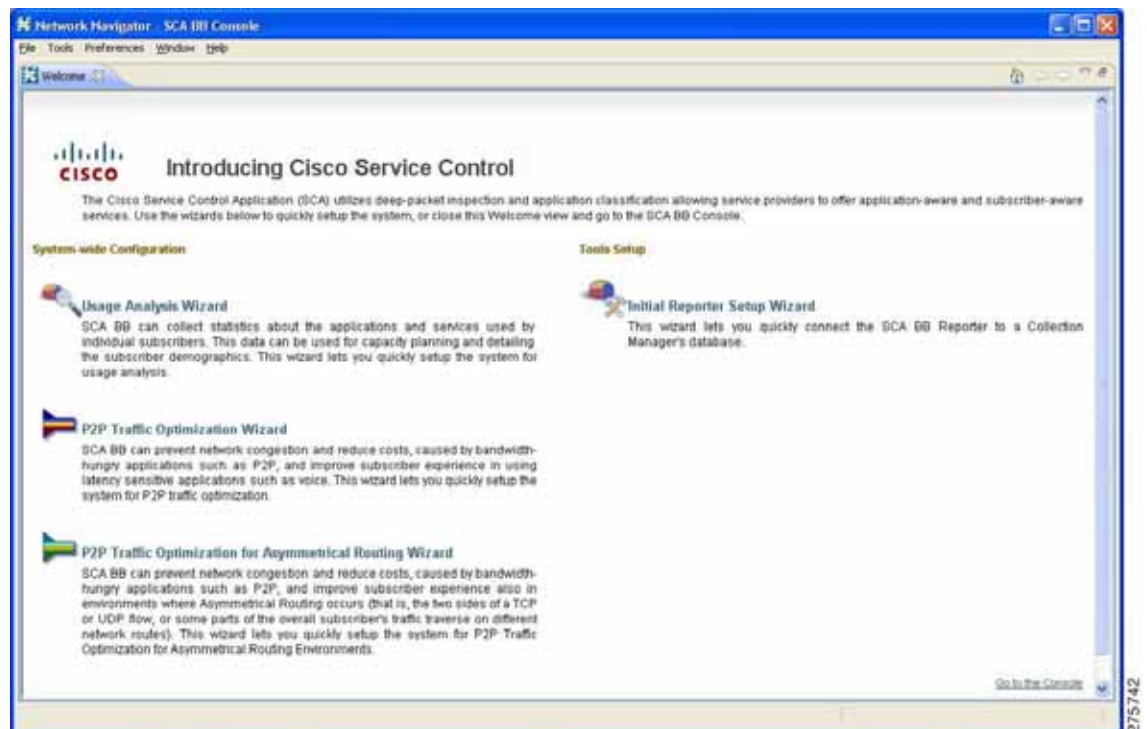 Network Navigator - SCA BB Console
File Tools Preferences Window Help
Welcome
CISCO
Introducing Cisco Service Control
The Cisco Service Control Application (SCA) utilizes deep-packet inspection and application classification allowing service providers to offer application-aware and subscriber-aware
services. Use the wizards below to quickly setup the system, or close this Welcome view and go to the SCA BB Console.
System-wide Configuration
Usage Analysis Wizard
SCA BB can collect statistics about the applications and services used by
individual subscribers. This data can be used for capacity planning and detailing
the subscriber demographics. This wizard lets you quickly setup the system for
usage analysis.
P2P Traffic Optimization Wizard
SCA BB can prevent network congestion and reduce costs, caused by bandwidth-
hungry applications such as P2P, and improve subscriber experience in using
latency sensitive applications such as voice. This wizard lets you quickly setup the
system for P2P traffic optimization.
P2P Traffic Optimization for Asymmetrical Routing Wizard
SCA BB can prevent network congestion and reduce costs, caused by bandwidth-
hungry applications such as P2P, and improve subscriber experience also in
environments where Asymmetrical Routing occurs (that is, the two sides of a TCP
or UDP flow, or some parts of the overall subscriber's traffic traverse on different
network routes). This wizard lets you quickly setup the system for P2P Traffic
Optimization for Asymmetrical Routing Environments.
Tools Setup
Initial Reporter Setup Wizard
This wizard lets you quickly connect the SCA BB Reporter to a Collection
Manager's database.
Go to the Console
275742